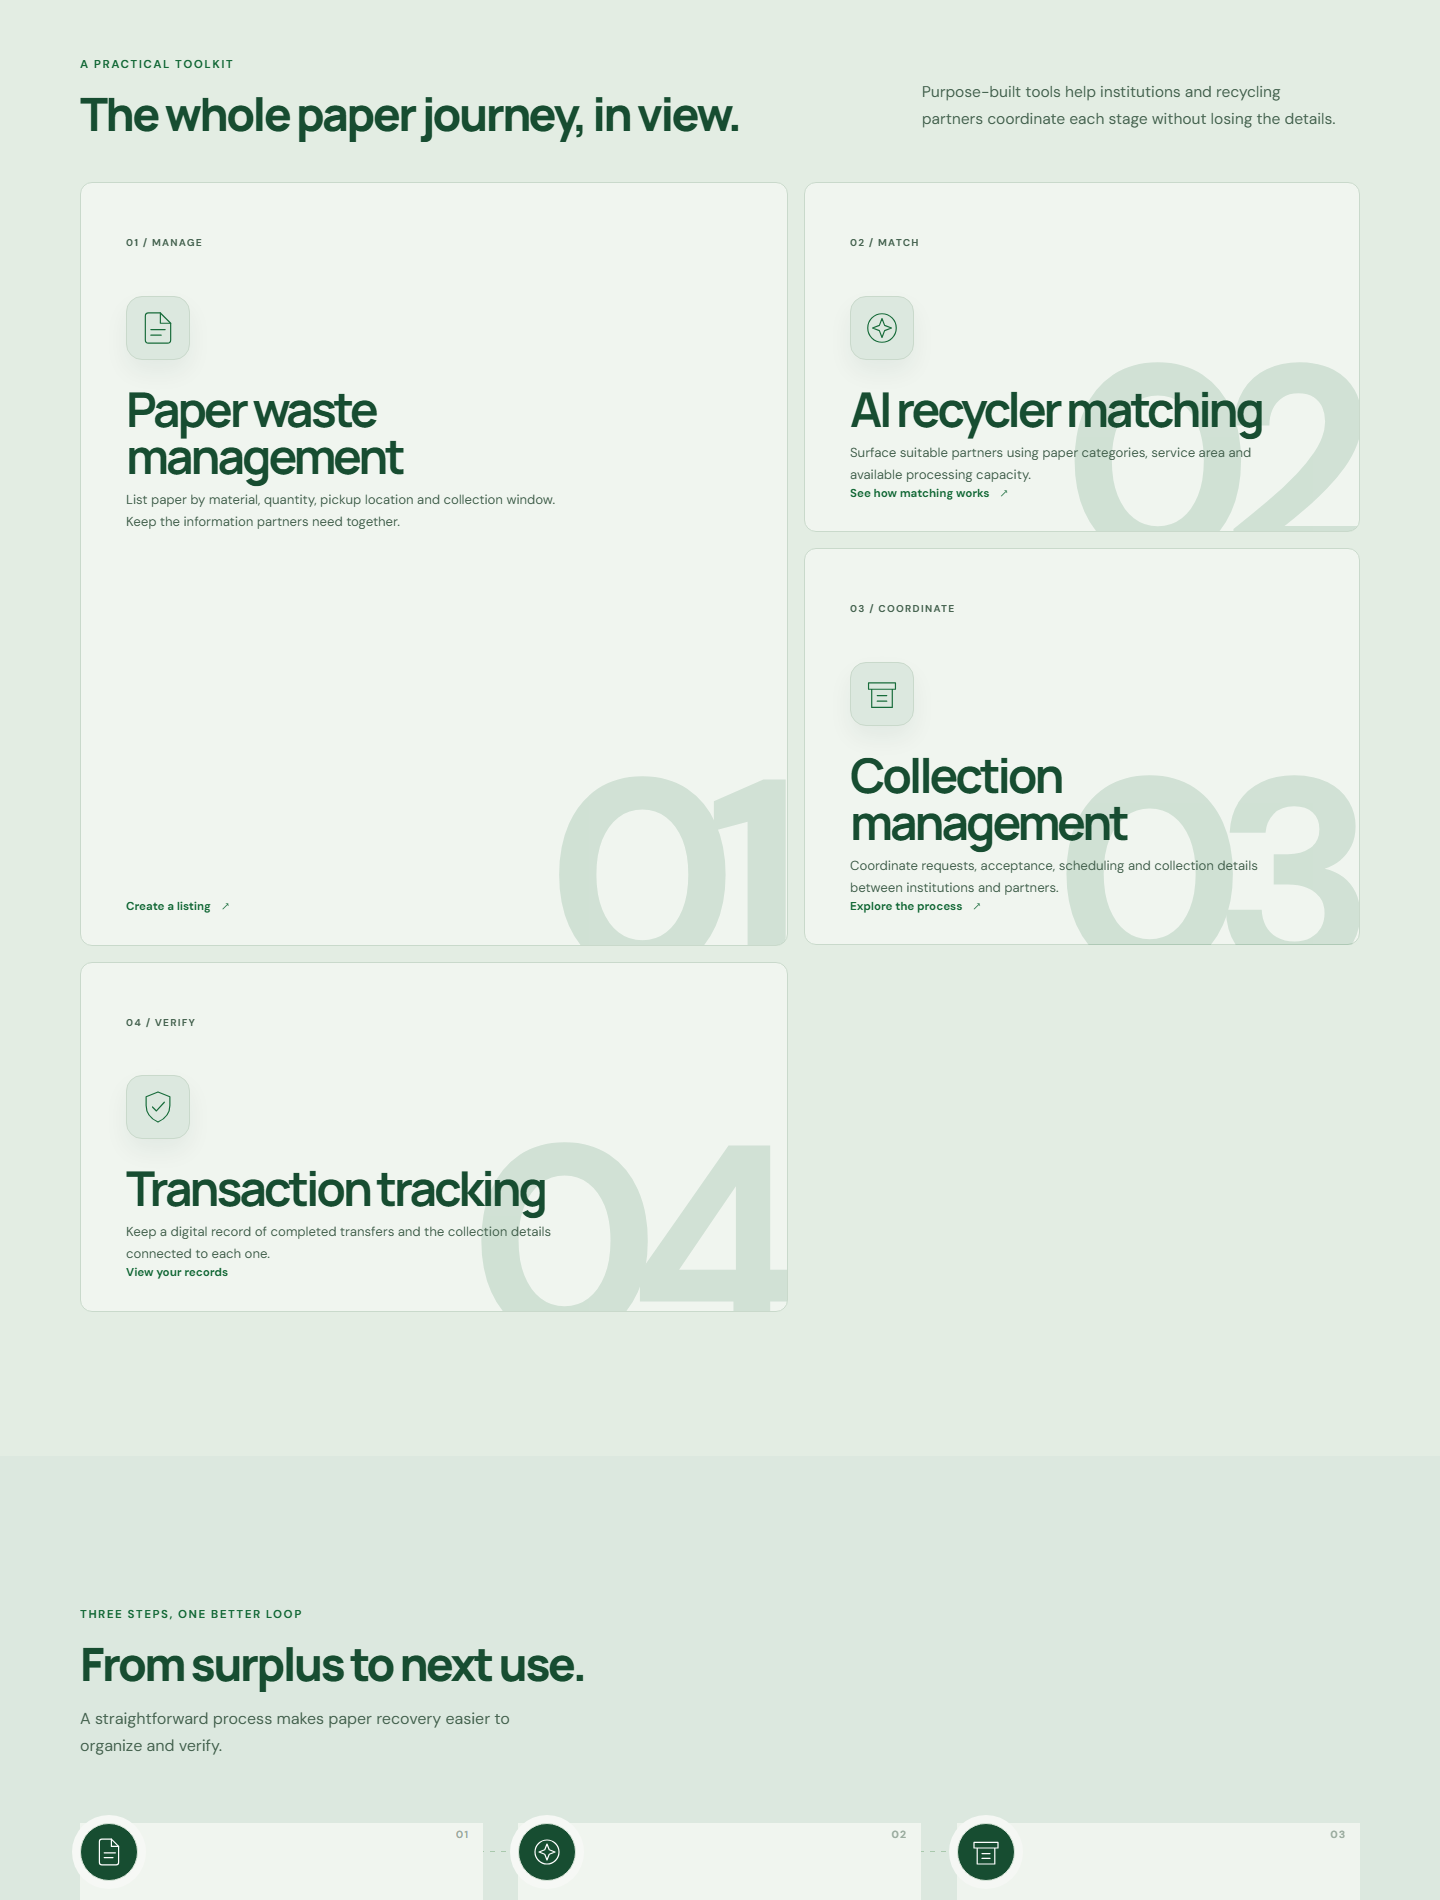 A PRACTICAL TOOLKIT
The whole paper journey, in view.
Purpose-built tools help institutions and recycling
partners coordinate each stage without losing the details.
01 / MANAGE
Paper waste
management
List paper by material, quantity, pickup location and collection window.
Keep the information partners need together.
Create a listing ↗
01
02 / MATCH
AI recycler matching
Surface suitable partners using paper categories, service area and
available processing capacity.
See how matching works ↗
02
03 / COORDINATE
Collection
management
Coordinate requests, acceptance, scheduling and collection details
between institutions and partners.
Explore the process ↗
03
04 / VERIFY
Transaction tracking
Keep a digital record of completed transfers and the collection details
connected to each one.
View your records
04
THREE STEPS, ONE BETTER LOOP
From surplus to next use.
A straightforward process makes paper recovery easier to
organize and verify.
01
02
03